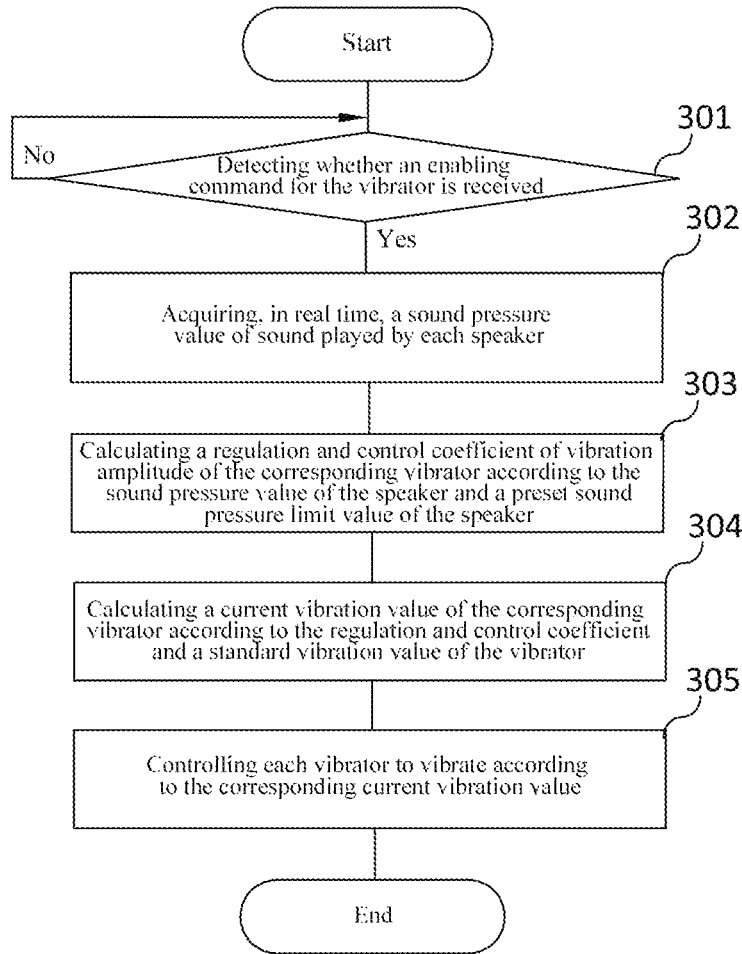 Start
301
No
Detecting whether an enabling
command for the vibrator is received
Yes
302
Acquiring, in real time, a sound pressure
value of sound played by each speaker
303
Calculating a regulation and control coefficient of vibration
amplitude of the corresponding vibrator according to the
sound pressure value of the speaker and a preset sound
pressure limit value of the speaker
304
Calculating a current vibration value of the corresponding
vibrator according to the regulation and control coefficient
and a standard vibration value of the vibrator
305
Controlling each vibrator to vibrate according
to the corresponding current vibration value
End